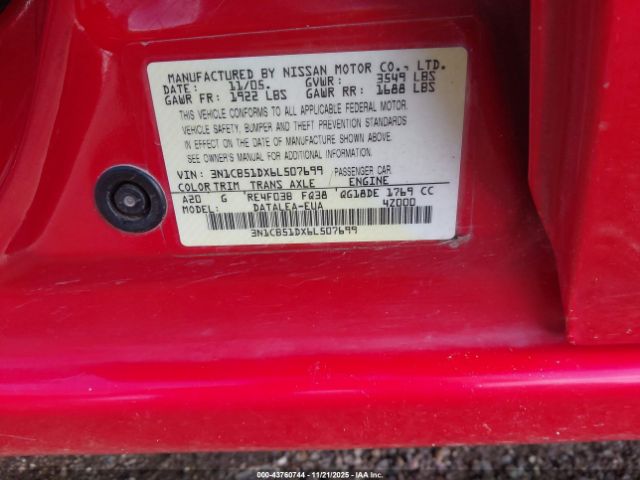 MANUFACTURED BY NISSAN MOTOR CO., LTD.
DATE: 11/05. GVWR: 3549 LBS
GAWR FR: 1922 LBS GAWR RR: 1688 LBS
THIS VEHICLE CONFORMS TO ALL APPLICABLE FEDERAL MOTOR.
VEHICLE SAFETY, BUMPER AND THEFT PREVENTION STANDARDS
IN EFFECT ON THE DATE OF MANUFACTURE SHOWN ABOVE.
SEE OWNER'S MANUAL FOR ADDITIONAL INFORMATION.
VIN: 3N1CB51DX6L507699 PASSENGER CAR
COLOR TRIM TRANS AXLE ENGINE
A20 G RE4F03B FQ38 QG18DE 1769 CC
MODEL: DATALEA-EUA 4Z000
3N1CB51DX6L507699
000-43760744 - 11/21/2025 - IAA Inc.